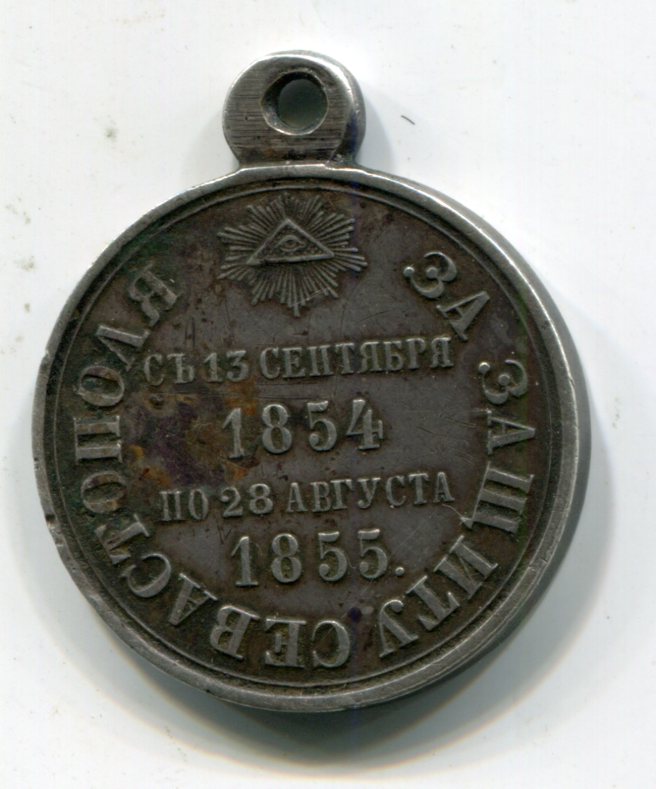 ЗА ЗАЩИТУ СЕВАСТОПОЛЯ
СЪ 13 СЕНТЯБРЯ
1854
ПО 28 АВГУСТА
1855.